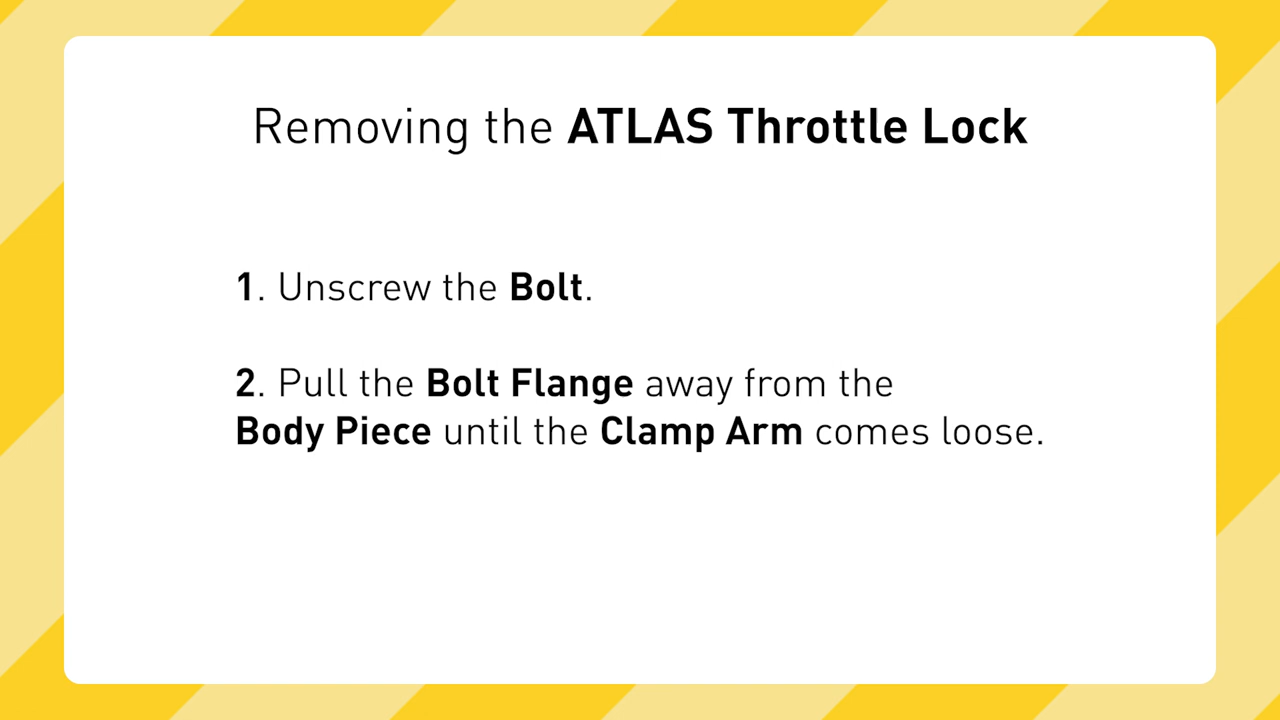 Removing the ATLAS Throttle Lock
1. Unscrew the Bolt.
2. Pull the Bolt Flange away from the
Body Piece until the Clamp Arm comes loose.